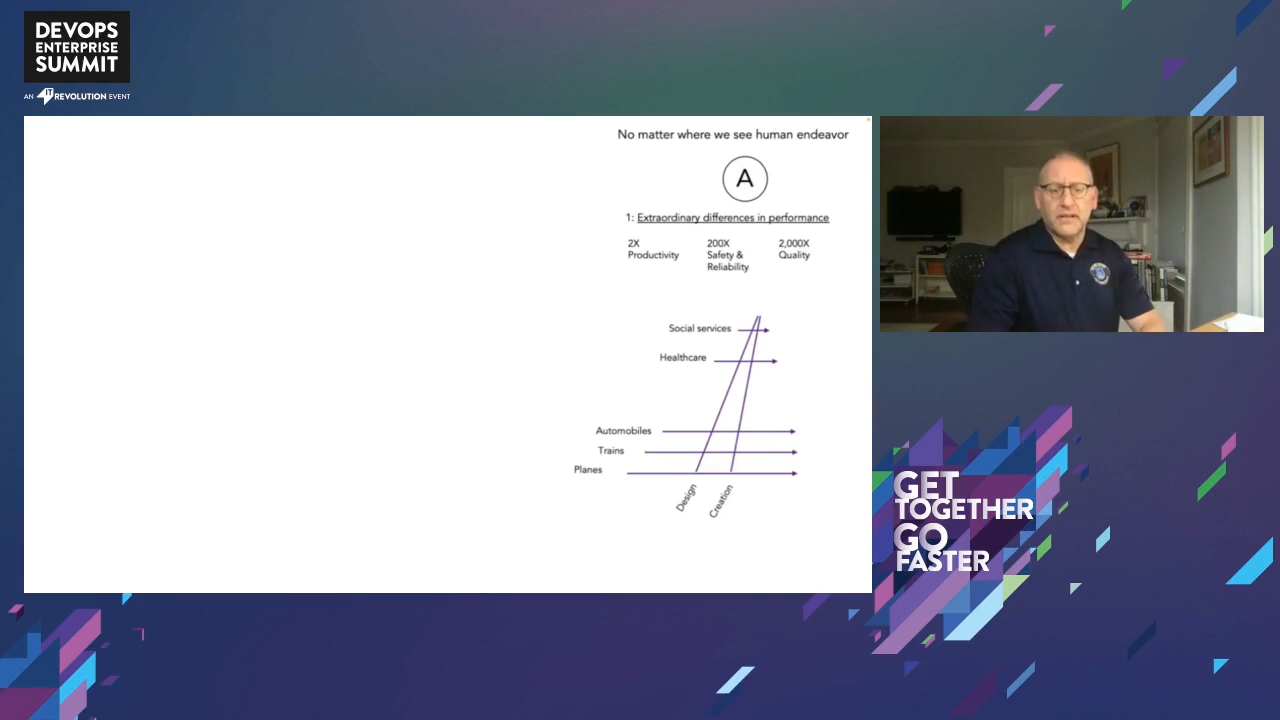 DEVOPS
ENTERPRISE
SUMMIT
AN IT REVOLUTION EVENT
No matter where we see human endeavor
A
1: Extraordinary differences in performance
2X
Productivity
200X
Safety &
Reliability
2,000X
Quality
Social services
Healthcare
Automobiles
Trains
Planes
Design
Creation
GET
TOGETHER
GO
FASTER